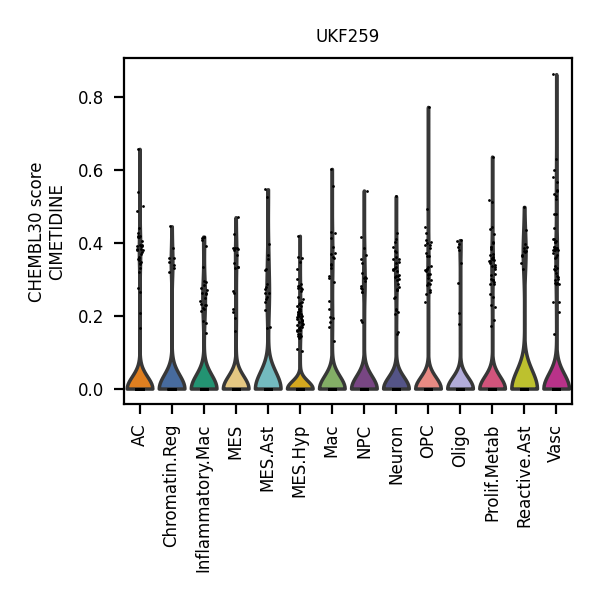 UKF259
CHEMBL30 score
CIMETIDINE
0.8
0.6
0.4
0.2
0.0
AC
Chromatin.Reg
Inflammatory.Mac
MES
MES.Ast
MES.Hyp
Mac
NPC
Neuron
OPC
Oligo
Prolif.Metab
Reactive.Ast
Vasc